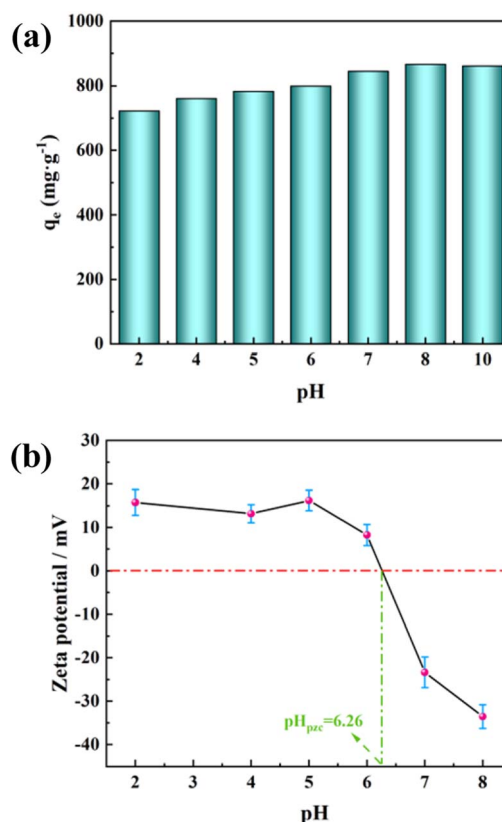 (a)
1000
800
600
400
200
0
qe (mg·g-1)
2 4 5 6 7 8 10
pH
(b)
30
20
10
0
-10
-20
-30
-40
Zeta potential / mV
pHpzc=6.26
2 3 4 5 6 7 8
pH